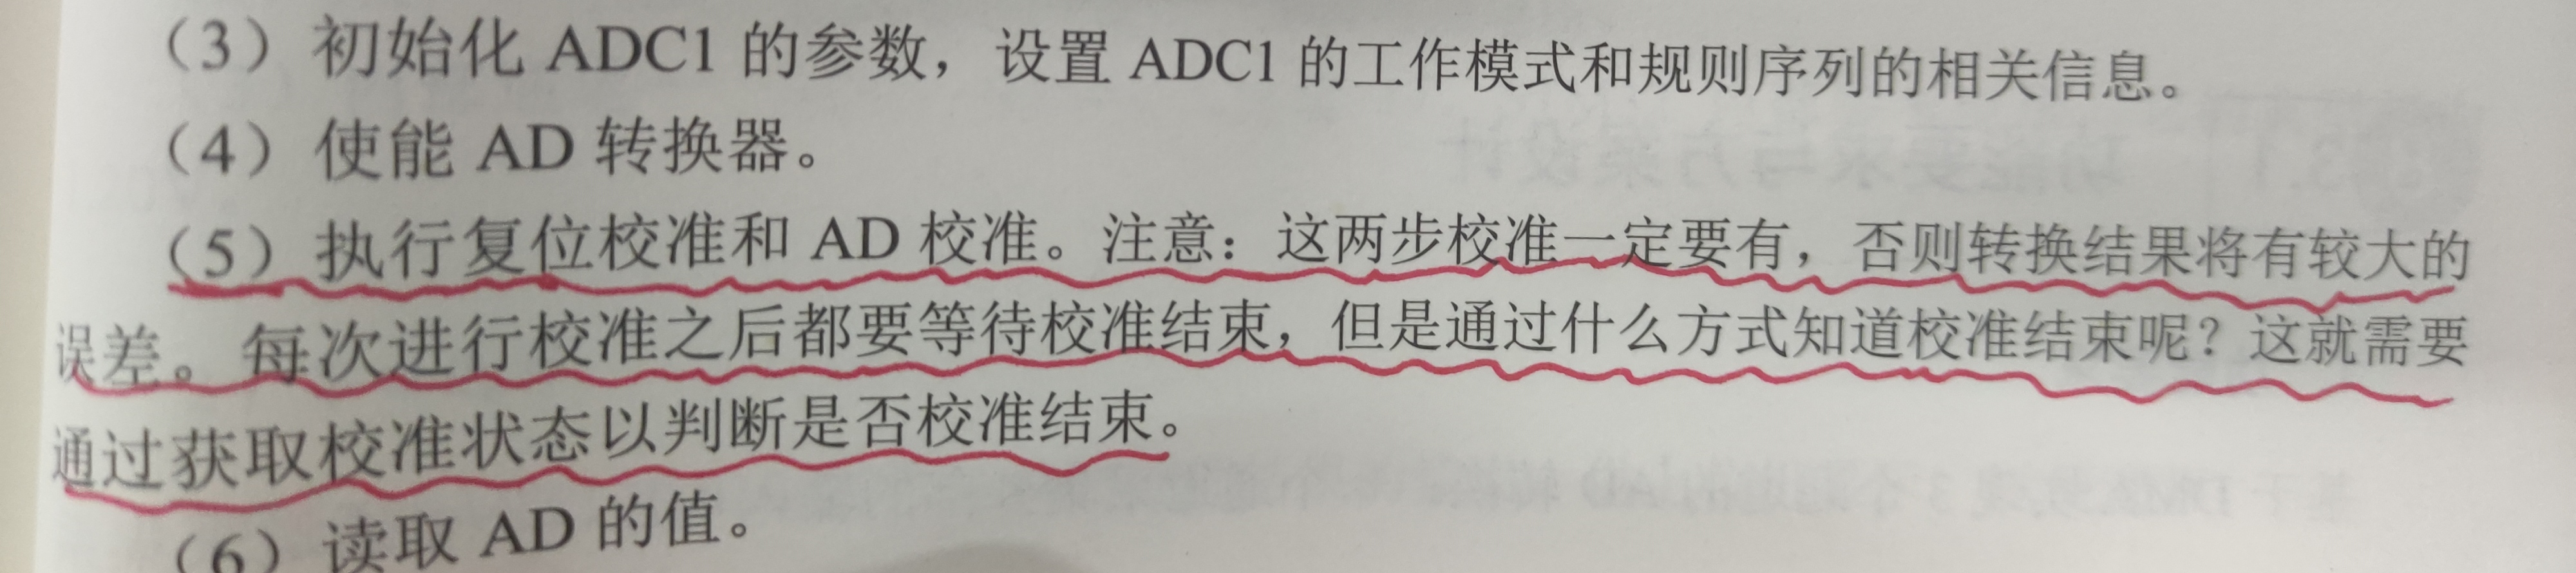 （3）初始化 ADC1 的参数，设置 ADC1 的工作模式和规则序列的相关信息。
（4）使能 AD 转换器。
（5）执行复位校准和 AD 校准。注意：这两步校准一定要有，否则转换结果将有较大的
误差。每次进行校准之后都要等待校准结束，但是通过什么方式知道校准结束呢？这就需要
通过获取校准状态以判断是否校准结束。
（6）读取 AD 的值。